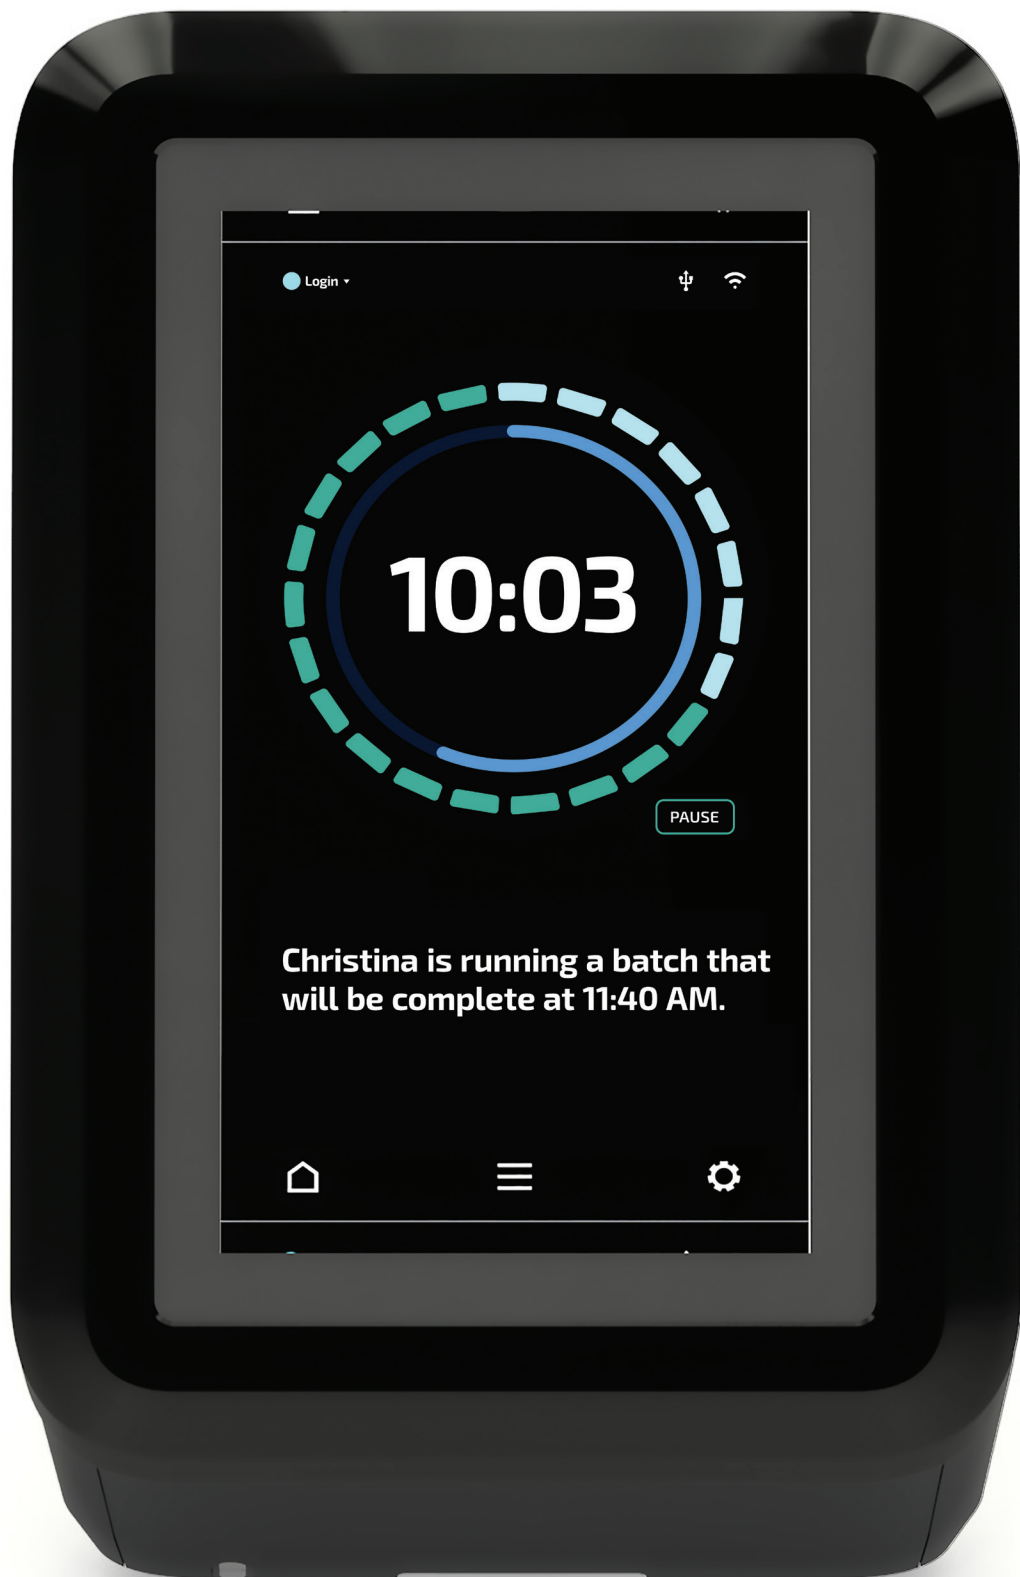 Login
10:03
PAUSE
Christina is running a batch that
will be complete at 11:40 AM.